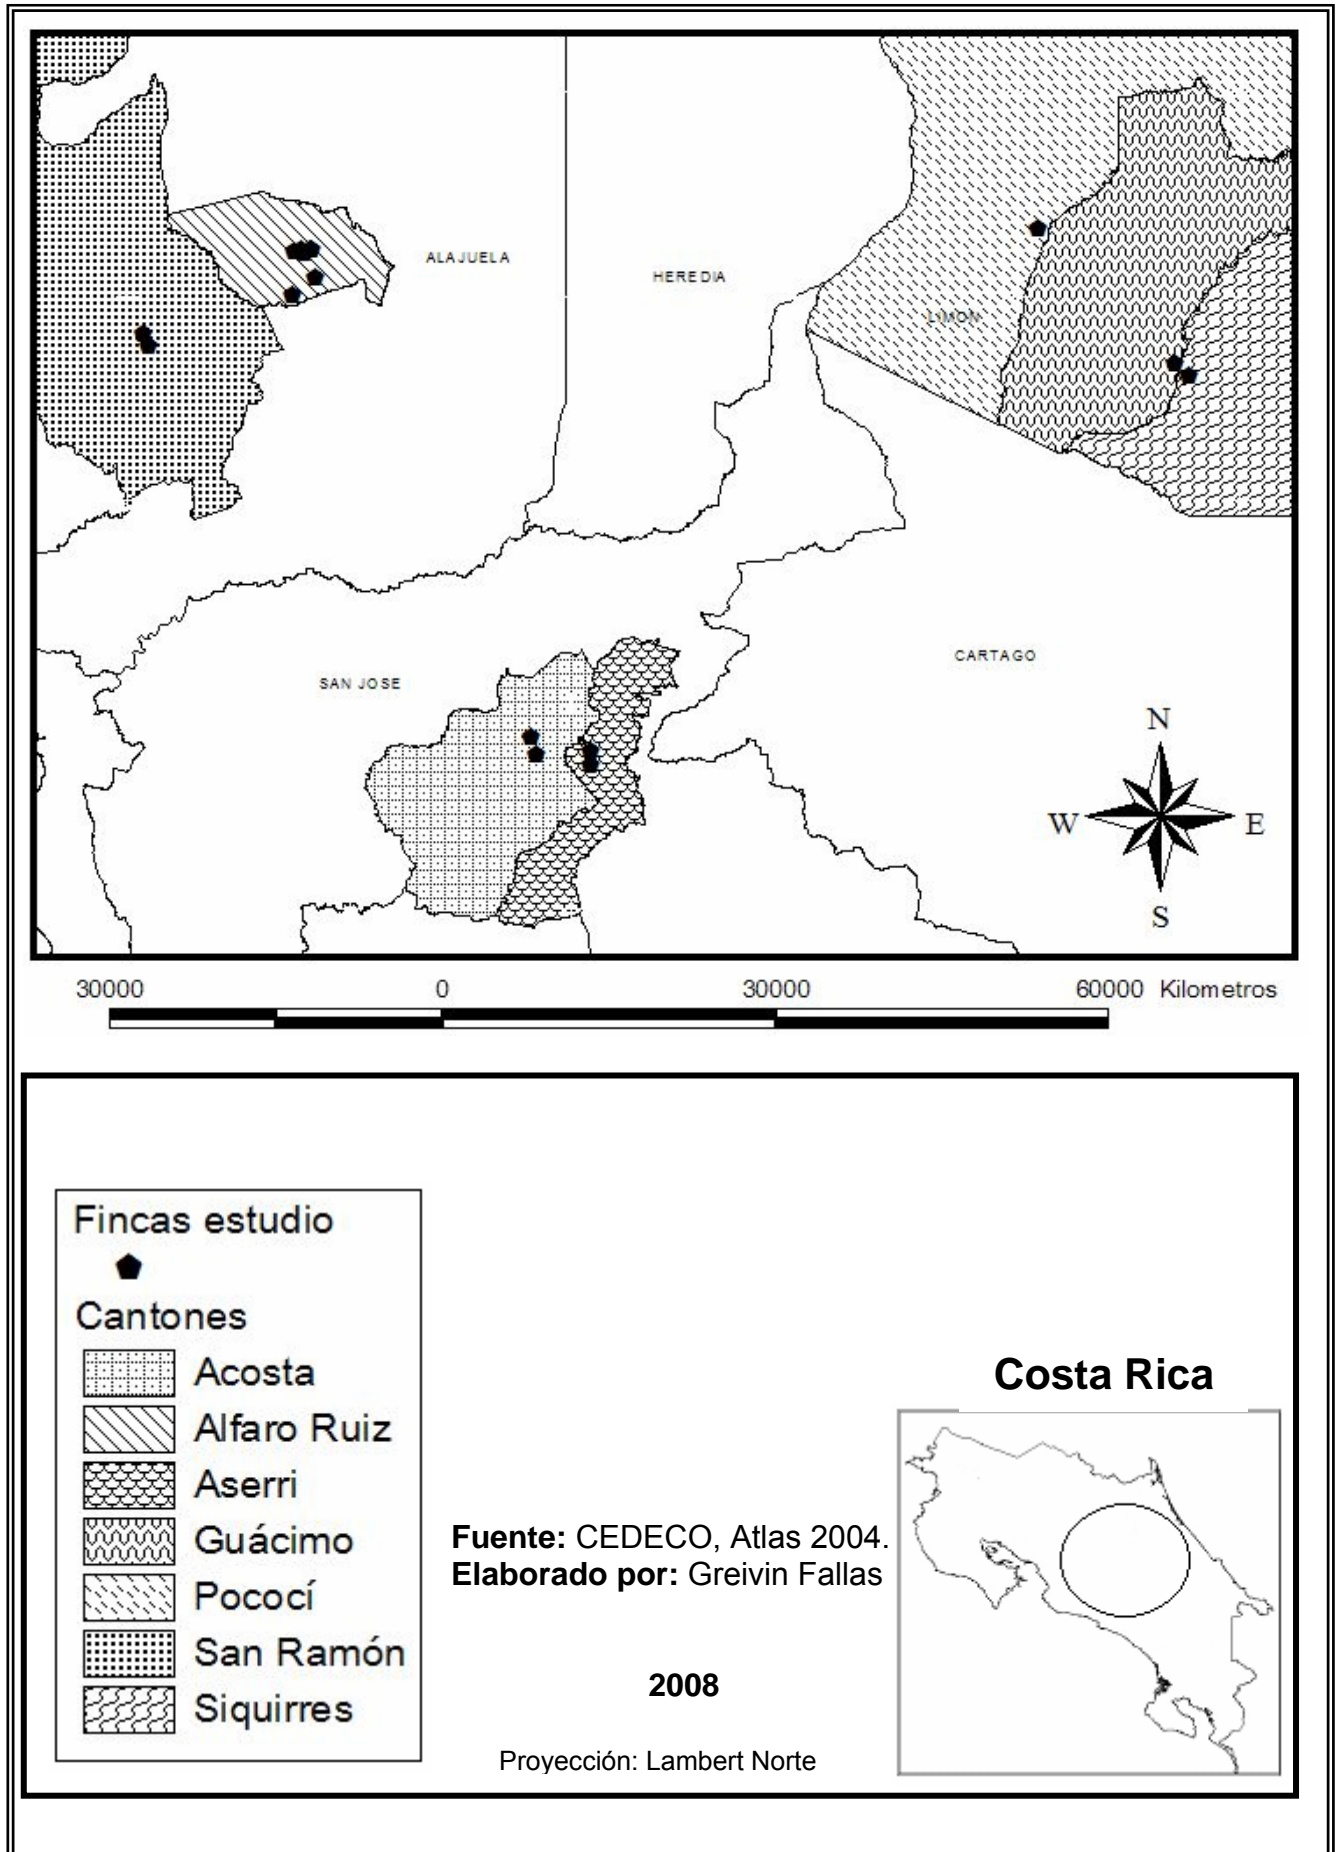 ALAJUELA
HEREDIA
LIMON
SAN JOSE
CARTAGO
N
W E
S
30000 0 30000 60000 Kilometros
Fincas estudio
Cantones
Acosta
Alfaro Ruiz
Aserri
Guácimo
Pococí
San Ramón
Siquirres
Fuente: CEDECO, Atlas 2004.
Elaborado por: Greivin Fallas
2008
Proyección: Lambert Norte
Costa Rica